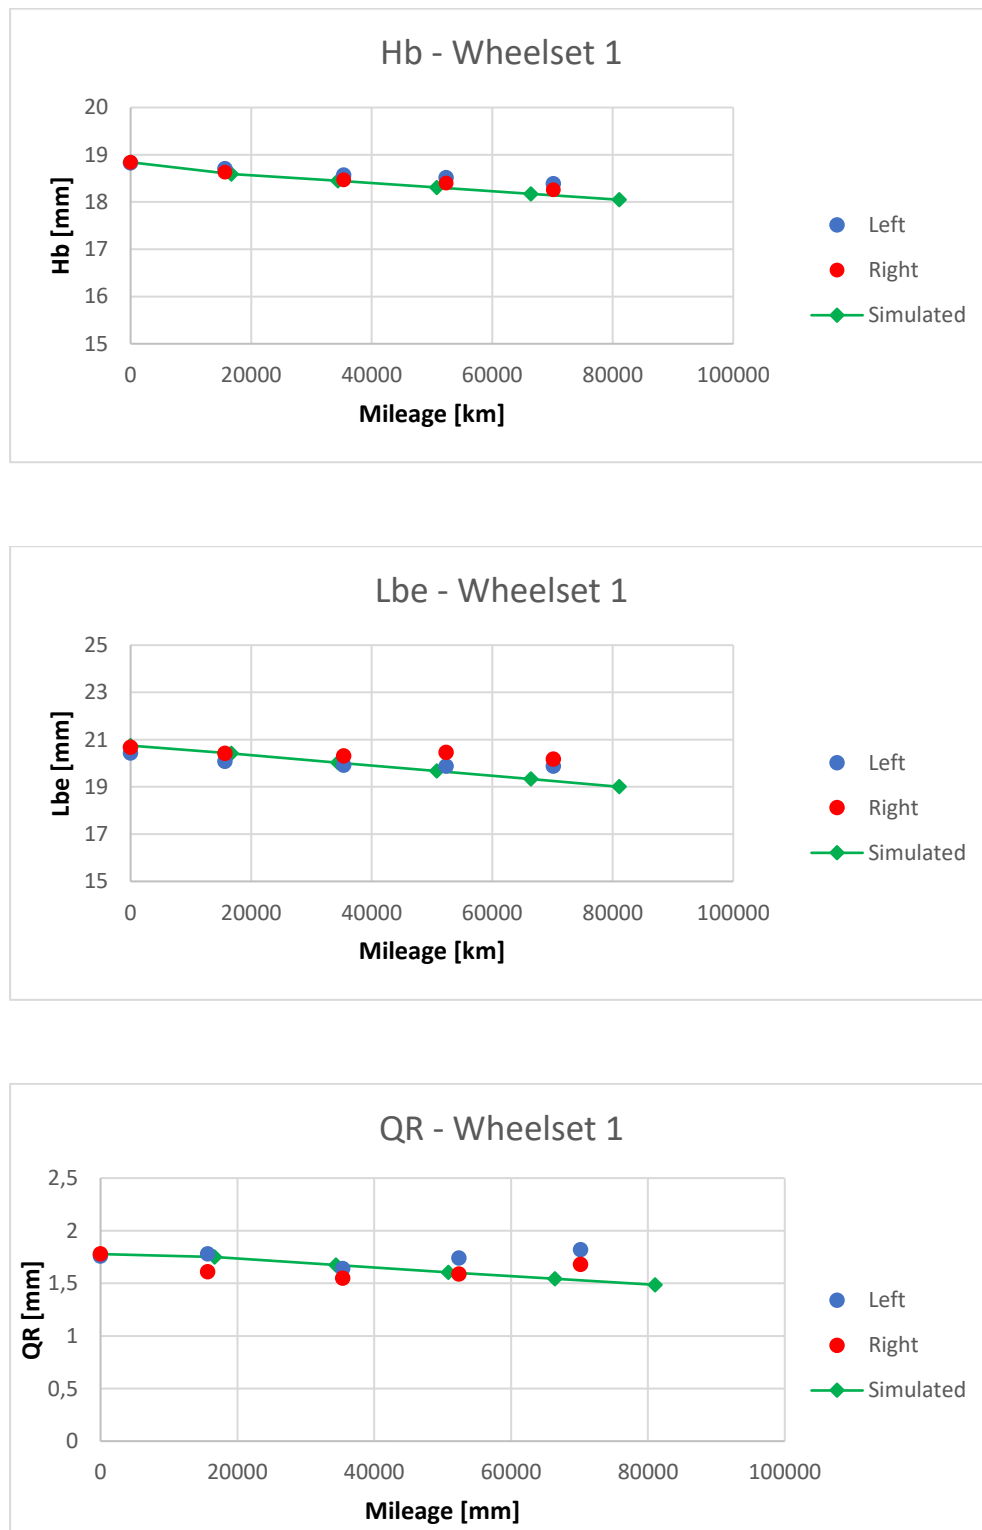 Hb - Wheelset 1
20
19
18
17
16
15
Hb [mm]
0 20000 40000 60000 80000 100000
Mileage [km]
Left
Right
Simulated
Lbe - Wheelset 1
25
23
21
19
17
15
Lbe [mm]
0 20000 40000 60000 80000 100000
Mileage [km]
Left
Right
Simulated
QR - Wheelset 1
2,5
2
1,5
1
0,5
0
QR [mm]
0 20000 40000 60000 80000 100000
Mileage [mm]
Left
Right
Simulated